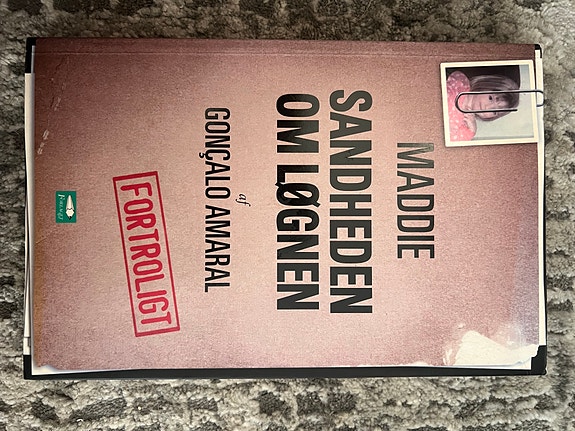 MADDIE
SANDHEDEN
OM LØGNEN
af
GONÇALO AMARAL
FORTROLIGT